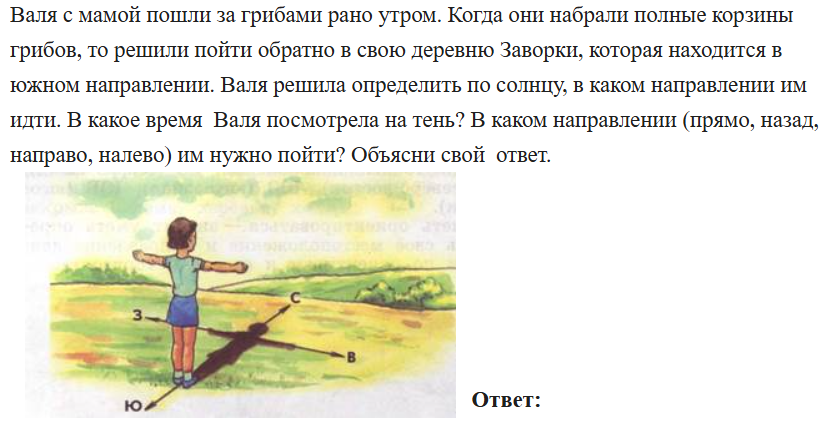 Валя с мамой пошли за грибами рано утром. Когда они набрали полные корзины
грибов, то решили пойти обратно в свою деревню Заворки, которая находится в
южном направлении. Валя решила определить по солнцу, в каком направлении им
идти. В какое время Валя посмотрела на тень? В каком направлении (прямо, назад,
направо, налево) им нужно пойти? Объясни свой ответ.
С
З
В
Ю
Ответ: